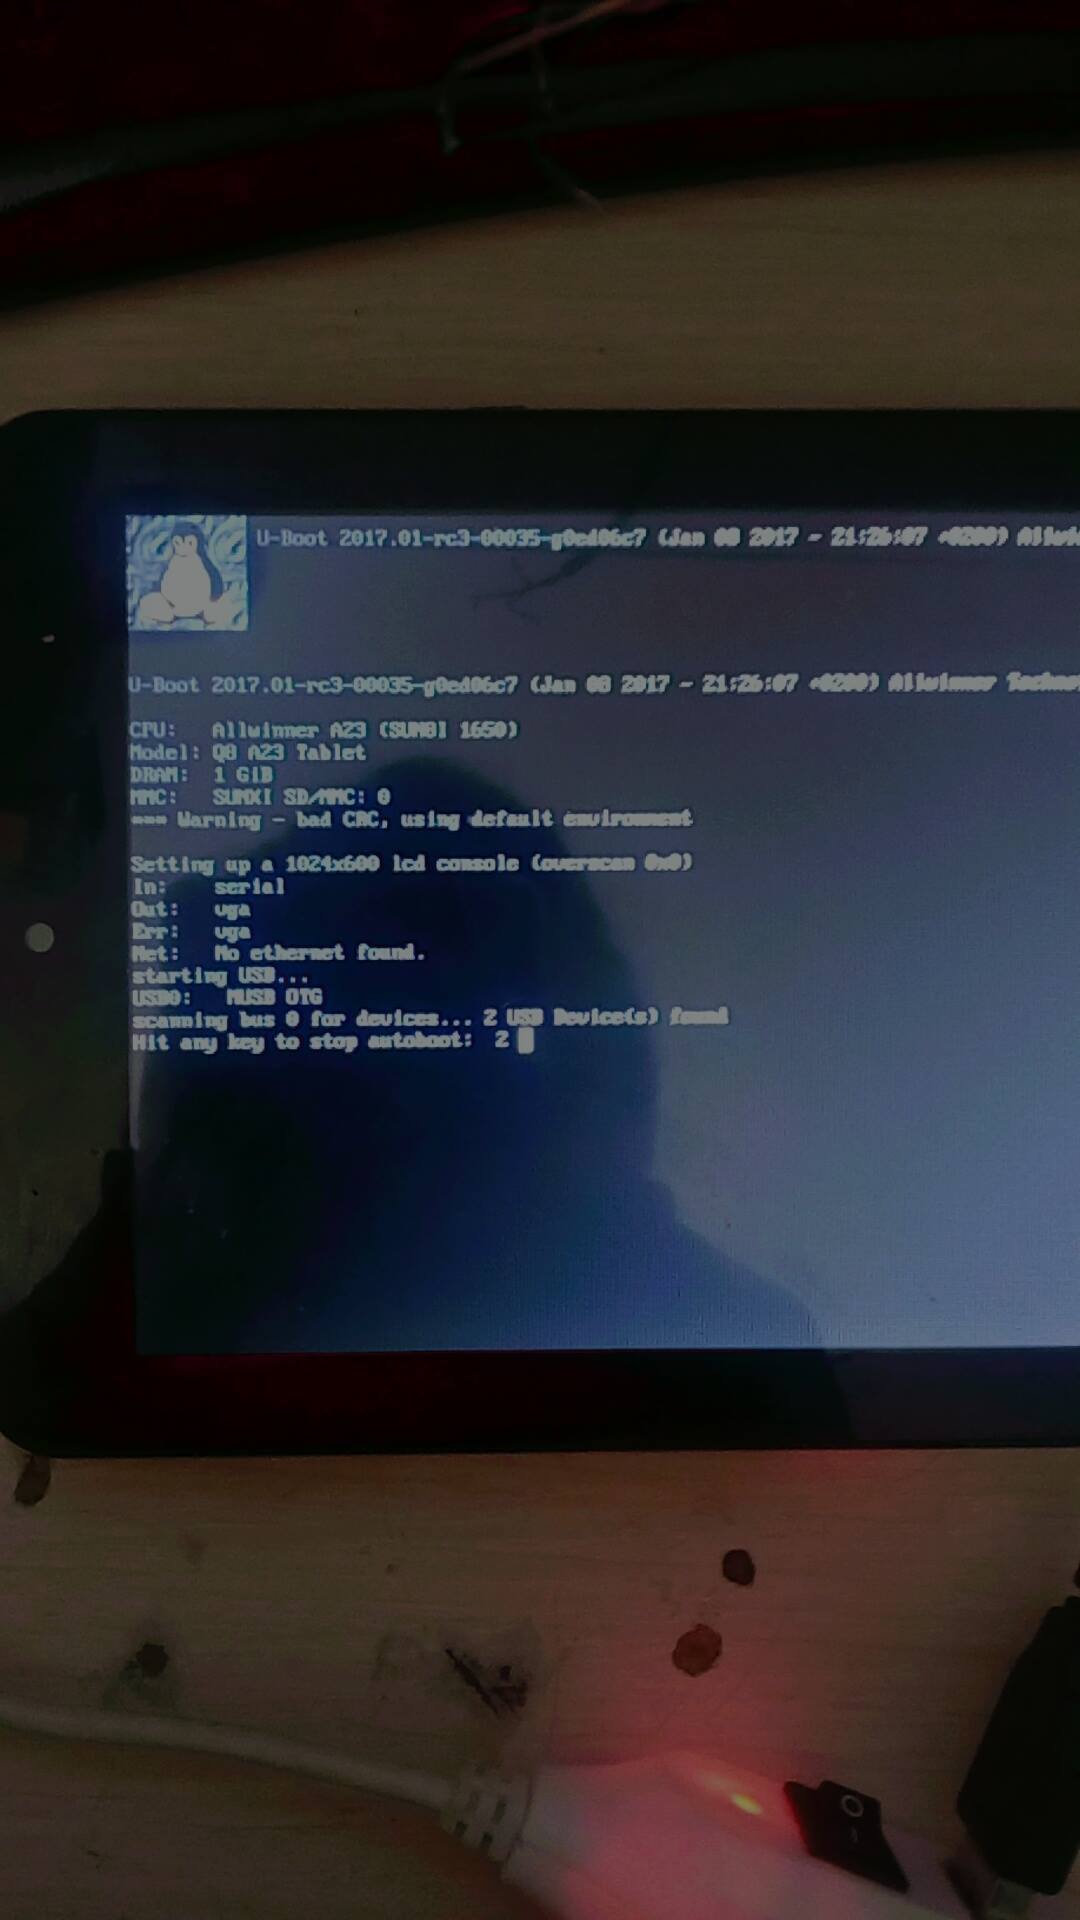 U-Boot 2017.01-rc3-00035-g0ed06c7 (Jan 08 2017 - 21:26:07 +0200) Allwi
U-Boot 2017.01-rc3-00035-g0ed06c7 (Jan 08 2017 - 21:26:07 +0200) Allwinner Technol
CPU: Allwinner A23 (SUN8I 1650)
Model: Q8 A23 Tablet
DRAM: 1 GiB
MMC: SUNXI SD/MMC: 0
*** Warning - bad CRC, using default environment
Setting up a 1024x600 lcd console (overscan 0x0)
In: serial
Out: vga
Err: vga
Net: No ethernet found.
starting USB...
USB0: MUSB OTG
scanning bus 0 for devices... 2 USB Device(s) found
Hit any key to stop autoboot: 2